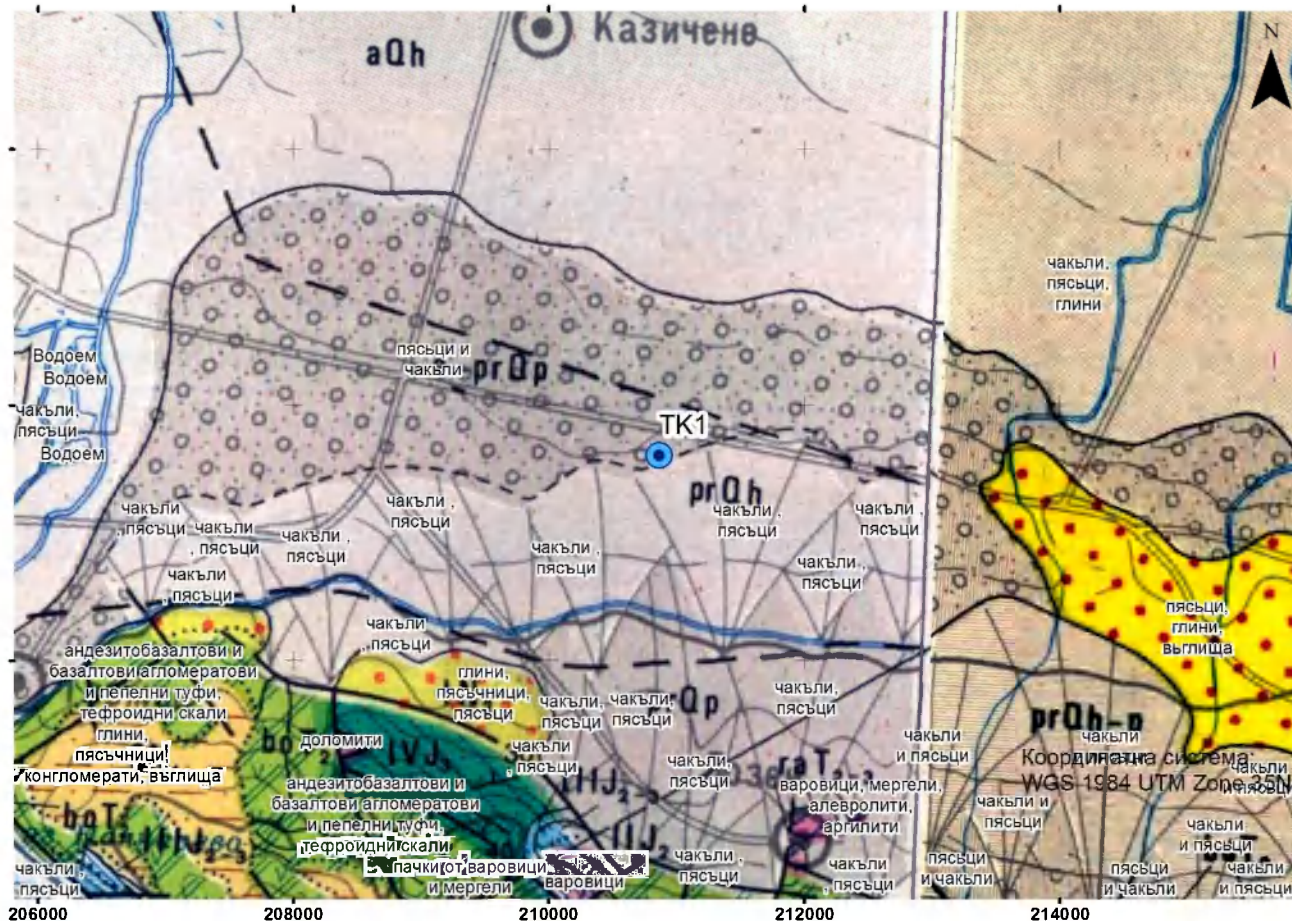 Казичене
aQh
N
чакъли,
пясъци,
глини
Водоем
Водоем
чакъли,
пясъци
Водоем
пясъци и
чакъли
prQp
TK1
prQh
чакъли
, пясъци
чакъли
, пясъци
чакъли ,
пясъци
чакъли ,
пясъци
чакъли ,
пясъци
чакъли ,
пясъци
чакъли ,
пясъци
чакъли ,
пясъци
чакъли
, пясъци
чакъли
, пясъци
пясъци,
глини,
въглища
андезитобазалтови и
базалтови агломератови
и пепелни туфи,
тефроидни скали
глини,
пясъчници,
конгломерати, въглища
глини,
пясъчници,
пясъци
чакъли,
пясъци
чакъли,
пясъци
чакъли,
пясъци
чакъли
, пясъци
чакъли ,
пясъци
доломити
андезитобазалтови и
базалтови агломератови
и пепелни туфи,
тефроидни скали
пачки от варовици
и мергели
варовици
варовици, мергели,
алевролити,
аргилити
чакъли
и пясъци
prQh-p
чакъли
пясъци
Координатна система:
WGS 1984 UTM Zone 35N
чакъли
и пясъци
чакъли и
пясъци
чакъли
и пясъци
чакъли ,
пясъци
чакъли ,
пясъци
чакъли
, пясъци
пясъци
и чакъли
пясъци
и чакъли
чакъли
и пясъци
206000
208000
210000
212000
214000